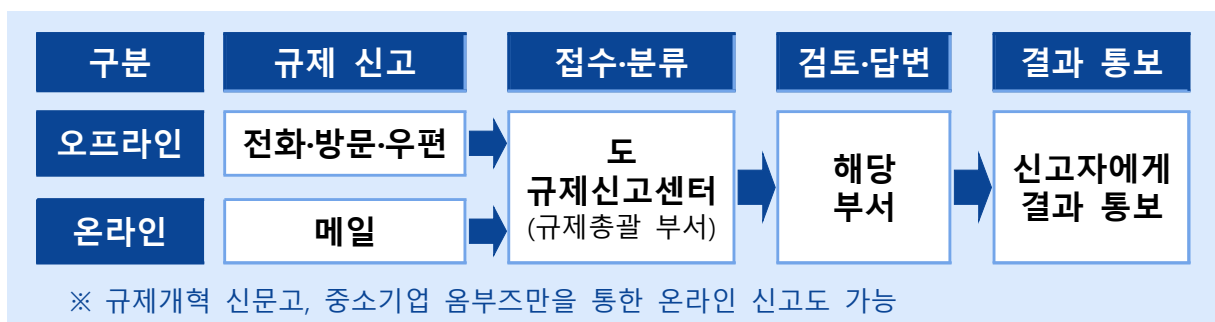 구분 규제 신고 접수·분류 검토·답변 결과 통보
오프라인 전화·방문·우편
온라인 메일
도
규제신고센터
(규제총괄 부서)
해당
부서
신고자에게
결과 통보
※ 규제개혁 신문고, 중소기업 옴부즈만을 통한 온라인 신고도 가능